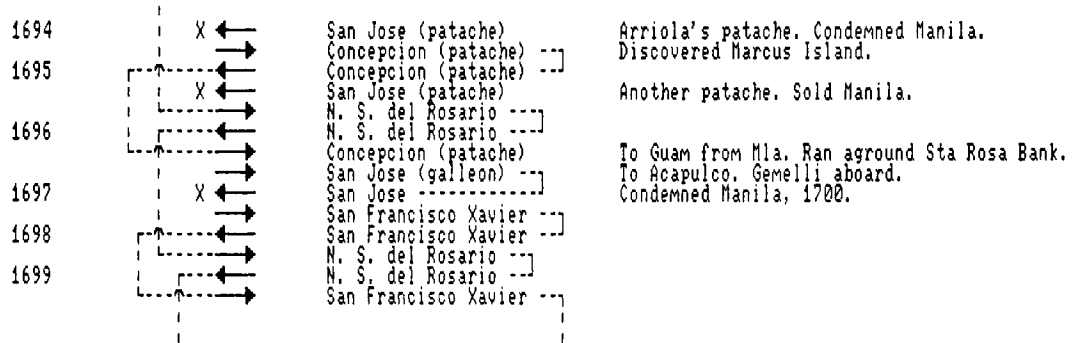 1694 X San Jose (patache) Arriola's patache. Condemned Manila.
Concepcion (patache) Discovered Marcus Island.
1695 Concepcion (patache)
X San Jose (patache) Another patache. Sold Manila.
N. S. del Rosario
1696 N. S. del Rosario
Concepcion (patache) To Guam from Mla. Ran aground Sta Rosa Bank.
San Jose (galleon) To Acapulco. Gemelli aboard.
1697 X San Jose Condemned Manila, 1700.
San Francisco Xavier
1698 San Francisco Xavier
N. S. del Rosario
1699 N. S. del Rosario
San Francisco Xavier